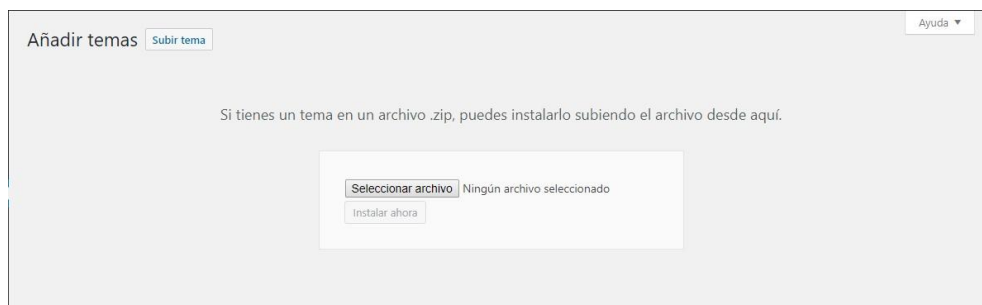 Ayuda ▼
Añadir temas Subir tema
Si tienes un tema en un archivo .zip, puedes instalarlo subiendo el archivo desde aquí.
Seleccionar archivo Ningún archivo seleccionado
Instalar ahora